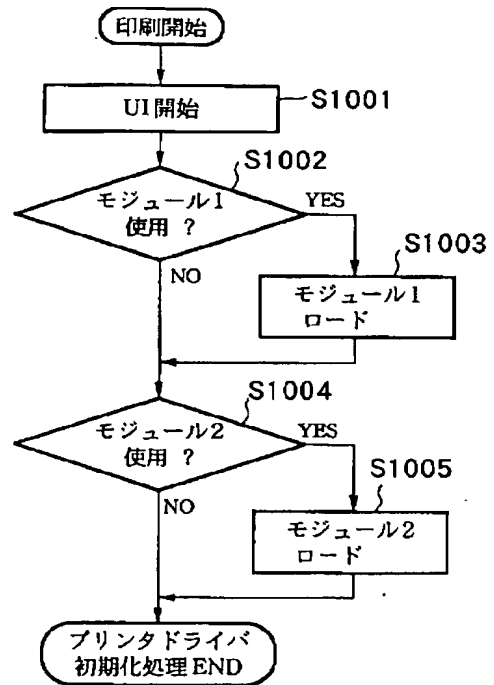 印刷開始
UI開始
S1001
S1002
モジュール1
使用 ?
YES
NO
S1003
モジュール1
ロード
S1004
モジュール2
使用 ?
YES
NO
S1005
モジュール2
ロード
プリンタドライバ
初期化処理END